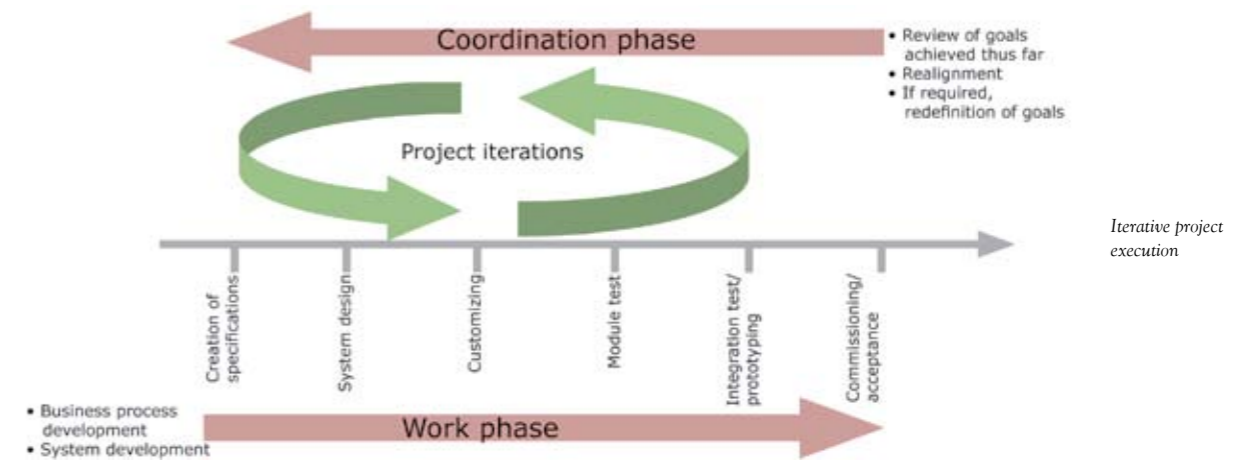 Coordination phase
• Review of goals
achieved thus far
• Realignment
• If required,
redefinition of goals
Project iterations
Iterative project
execution
Creation of
specifications
System design
Customizing
Module test
Integration test/
prototyping
Commissioning/
acceptance
• Business process
development
• System development
Work phase